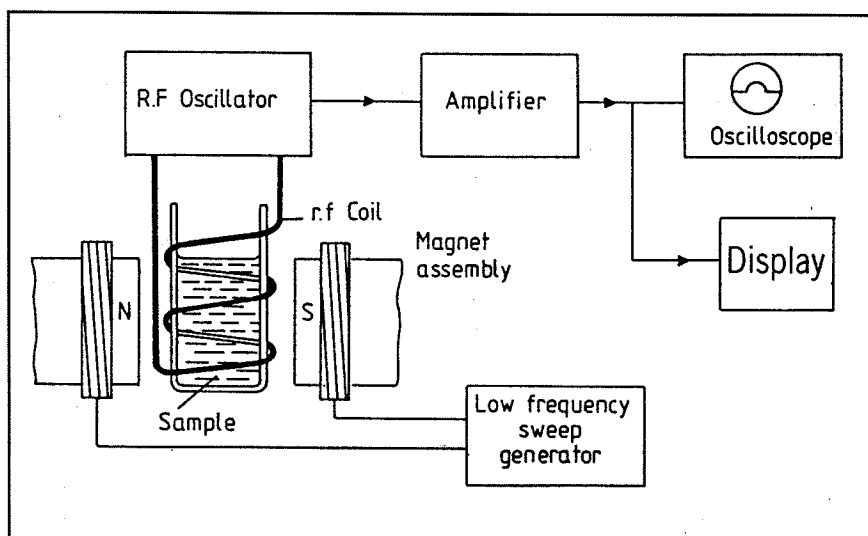 R.F Oscillator
Amplifier
Oscilloscope
r.f Coil
Magnet
assembly
Display
N
S
Sample
Low frequency
sweep
generator